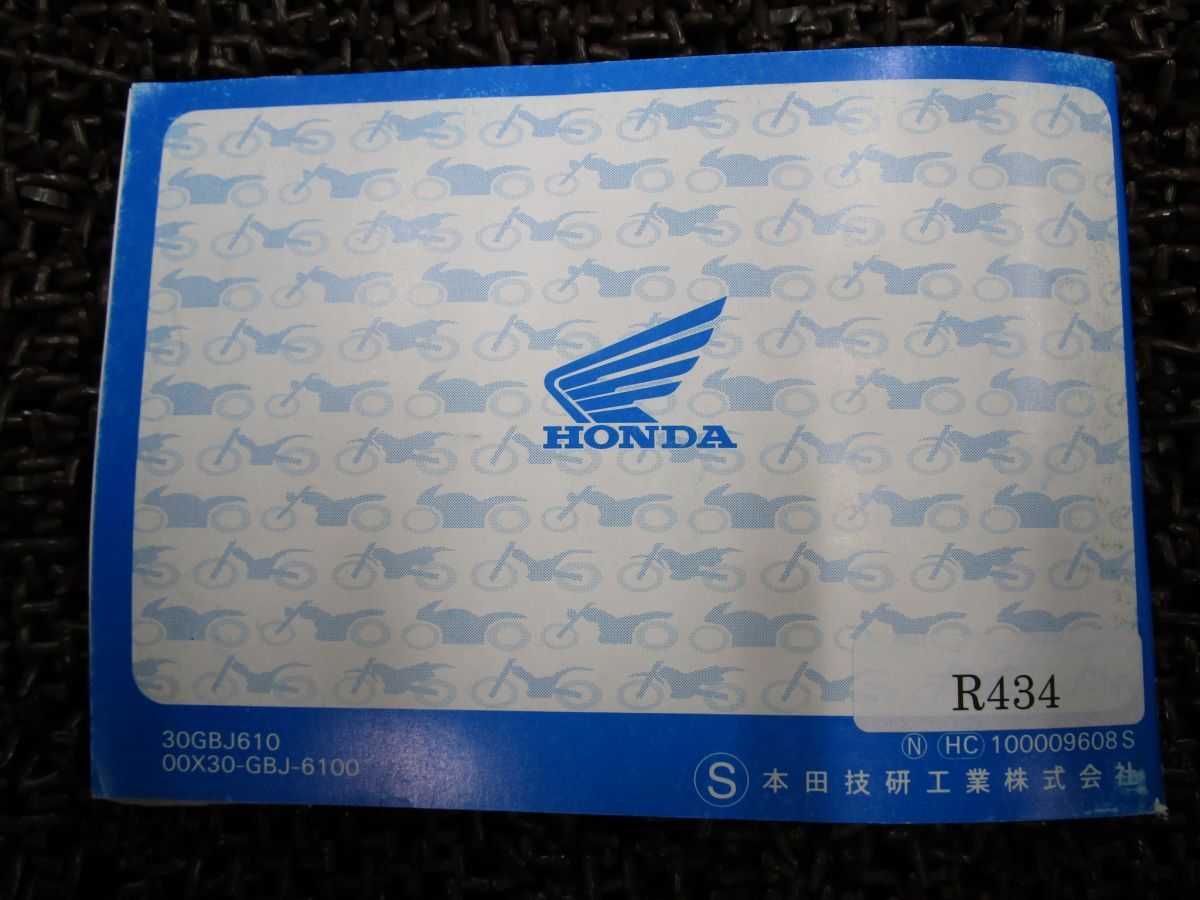 HONDA
R434
30GBJ610
00X30-GBJ-6100
Ⓝ HC 100009608 S
Ⓢ 本田技研工業株式会社